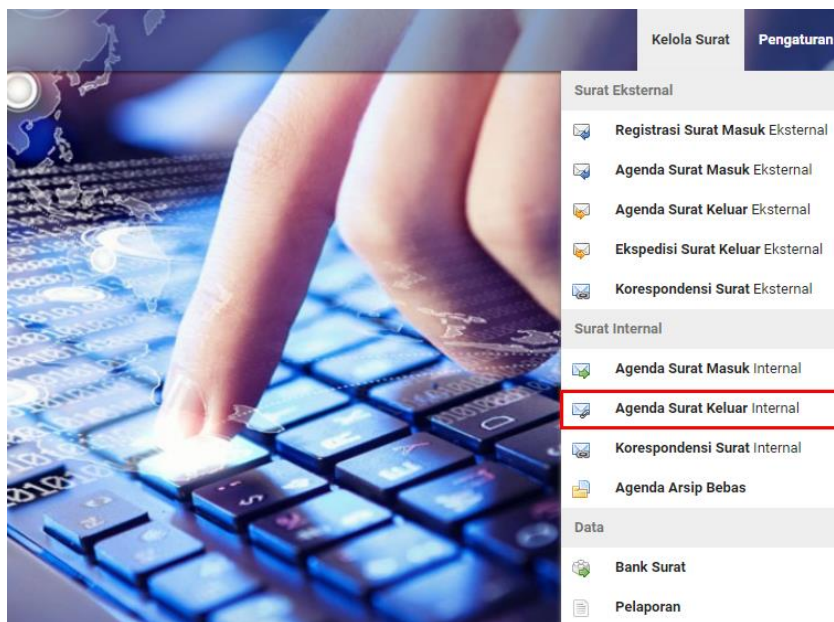 Kelola Surat
Pengaturan
Surat Eksternal
Registrasi Surat Masuk Eksternal
Agenda Surat Masuk Eksternal
Agenda Surat Keluar Eksternal
Ekspedisi Surat Keluar Eksternal
Korespondensi Surat Eksternal
Surat Internal
Agenda Surat Masuk Internal
Agenda Surat Keluar Internal
Korespondensi Surat Internal
Agenda Arsip Bebas
Data
Bank Surat
Pelaporan